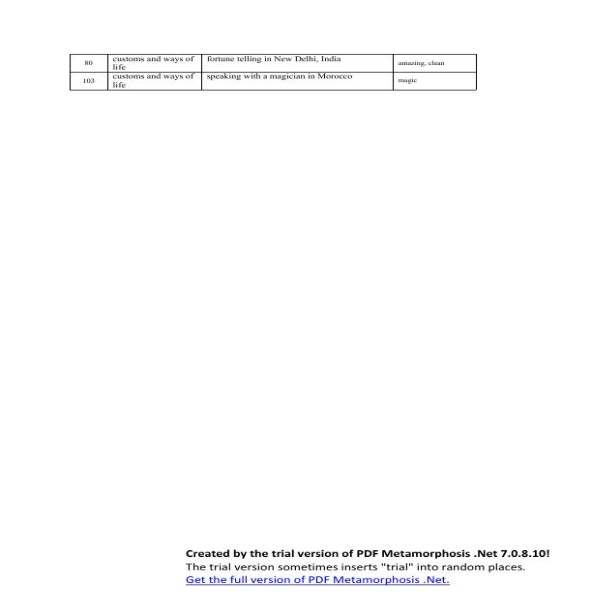 80 customs and ways of fortune telling in New Delhi, India amazing, clean
life
103 customs and ways of speaking with a magician in Morocco magic
life
Created by the trial version of PDF Metamorphosis .Net 7.0.8.10!
The trial version sometimes inserts "trial" into random places.
Get the full version of PDF Metamorphosis .Net.